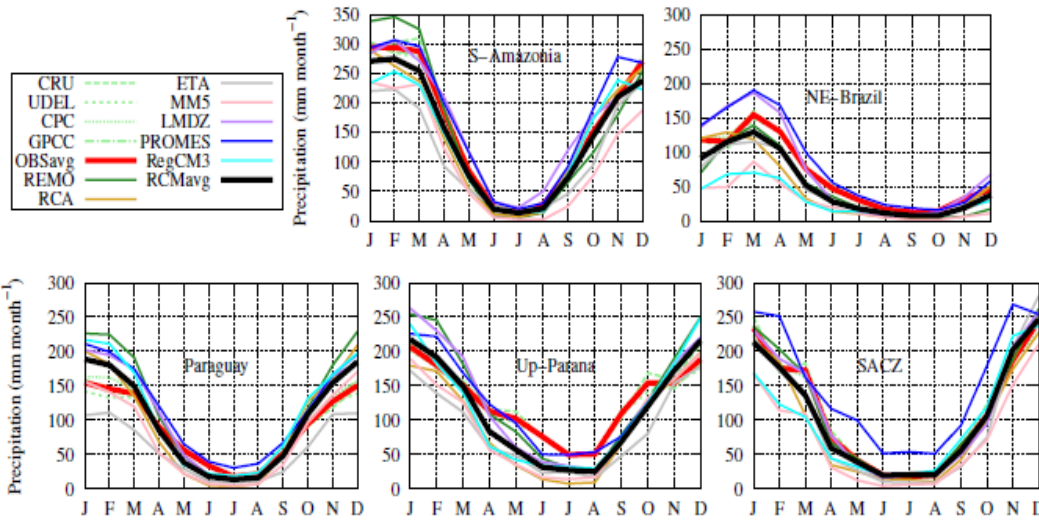 350
300
250
200
150
100
50
0
Precipitation (mm month⁻¹)
S-Amazonia
J F M A M J J A S O N D
300
250
200
150
100
50
0
NE-Brazil
J F M A M J J A S O N D
CRU ETA
UDEL MM5
CPC LMDZ
GPCC PROMES
OBSavg RegCM3
REMO RCMavg
RCA
300
250
200
150
100
50
0
Precipitation (mm month⁻¹)
Paraguay
J F M A M J J A S O N D
300
250
200
150
100
50
0
Up-Parana
J F M A M J J A S O N D
300
250
200
150
100
50
0
SACZ
J F M A M J J A S O N D